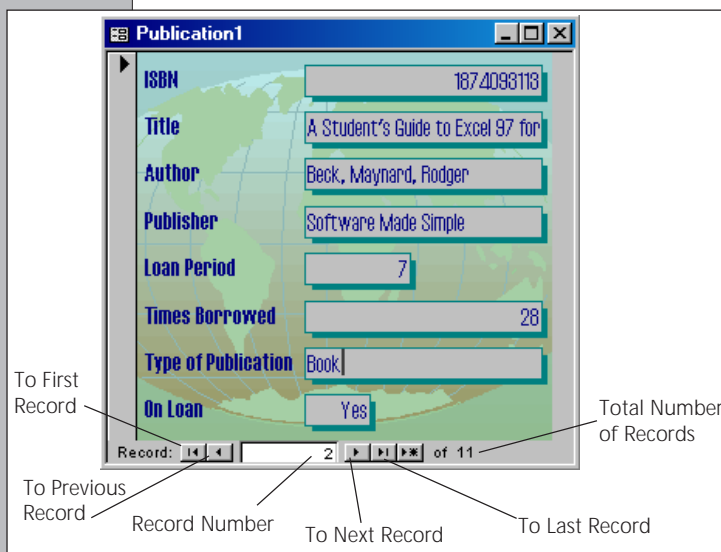 Publication1
ISBN 1874093113
Title A Student's Guide to Excel 97 for
Author Beck, Maynard, Rodger
Publisher Software Made Simple
Loan Period 7
Times Borrowed 28
Type of Publication Book
On Loan Yes
To First
Record
Total Number
of Records
Record: 2 of 11
To Previous
Record
Record Number
To Next Record
To Last Record